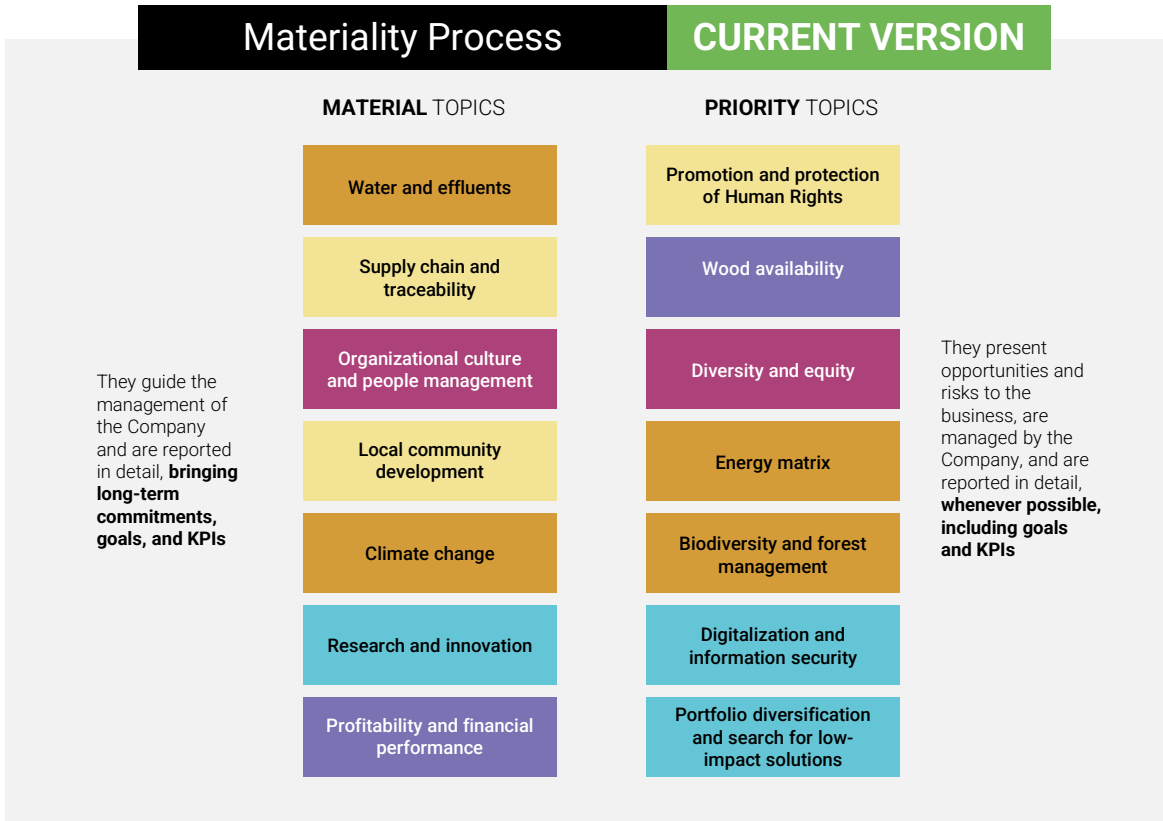 Materiality Process
CURRENT VERSION
MATERIAL TOPICS
PRIORITY TOPICS
They guide the
management of
the Company
and are reported
in detail, bringing
long-term
commitments,
goals, and KPIs
Water and effluents
Supply chain and
traceability
Organizational culture
and people management
Local community
development
Climate change
Research and innovation
Profitability and financial
performance
Promotion and protection
of Human Rights
Wood availability
Diversity and equity
Energy matrix
Biodiversity and forest
management
Digitalization and
information security
Portfolio diversification
and search for low-
impact solutions
They present
opportunities and
risks to the
business, are
managed by the
Company, and are
reported in detail,
whenever possible,
including goals
and KPIs